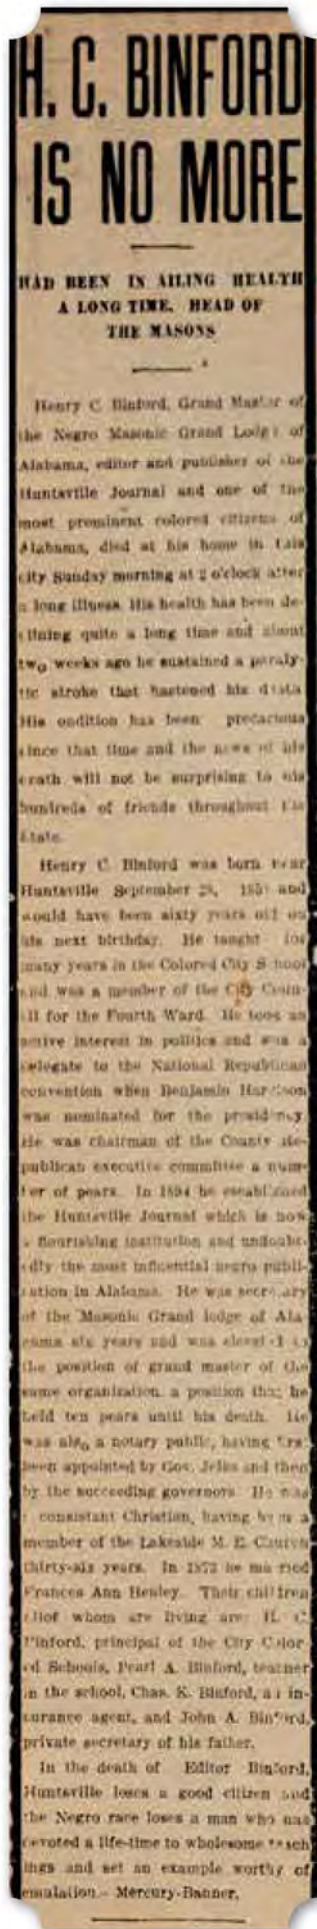 H. C. BINFORD
IS NO MORE
HAD BEEN IN AILING HEALTH
A LONG TIME. HEAD OF
THE MASONS
Henry C. Binford, Grand Master of
the Negro Masonic Grand Lodge of
Alabama, editor and publisher of the
Huntsville Journal and one of the
most prominent colored citizens of
Alabama, died at his home in this
city Sunday morning at 2 o'clock after
a long illness. His health has been de-
clining quite a long time and about
two weeks ago he sustained a paraly-
tic stroke that hastened his
His ondition has been precarious
since that time and the news of his
death will not be surprising to his
hundreds of friends throughout the
State.
Henry C. Binford was born near
Huntsville September 28, and
would have been sixty years old on
his next birthday. He taught for
many years in the Colored City School
and was a member of the City Coun-
cil for the Fourth Ward. He took an
active interest in politics and was a
delegate to the National Republican
convention when Benjamin Harrison
was nominated for the presidency.
He was chairman of the County Re-
publican executive committee a num-
ber of pears. In 1894 he established
the Huntsville Journal which is now
a flourishing institution and undoubt-
edly the most influential negro publi-
cation in Alabama. He was secretary
of the Masonic Grand lodge of Ala-
bama six years and was elevated to
the position of grand master of the
same organization, a position that he
held ten pears until his death. He
was also a notary public, having first
been appointed by Gov. Jelks and then
by the succeeding governors. He was
a consistant Christian, having been a
member of the Lakeside M. E. Church
thirty-six years. In 1872 he married
Frances Ann Henley. Their children
allof whom are living are: H. C.
Binford, principal of the City Color
ed Schools, Pearl A. Binford, teacher
in the school, Chas. K. Binford, an in-
surance agent, and John A. Binford,
private secretary of his father.
In the death of Editor Binford,
Huntsville loses a good citizen and
the Negro race loses a man who has
devoted a life-time to wholesome teach
ings and set an example worthy of
emulation.- Mercury-Banner.